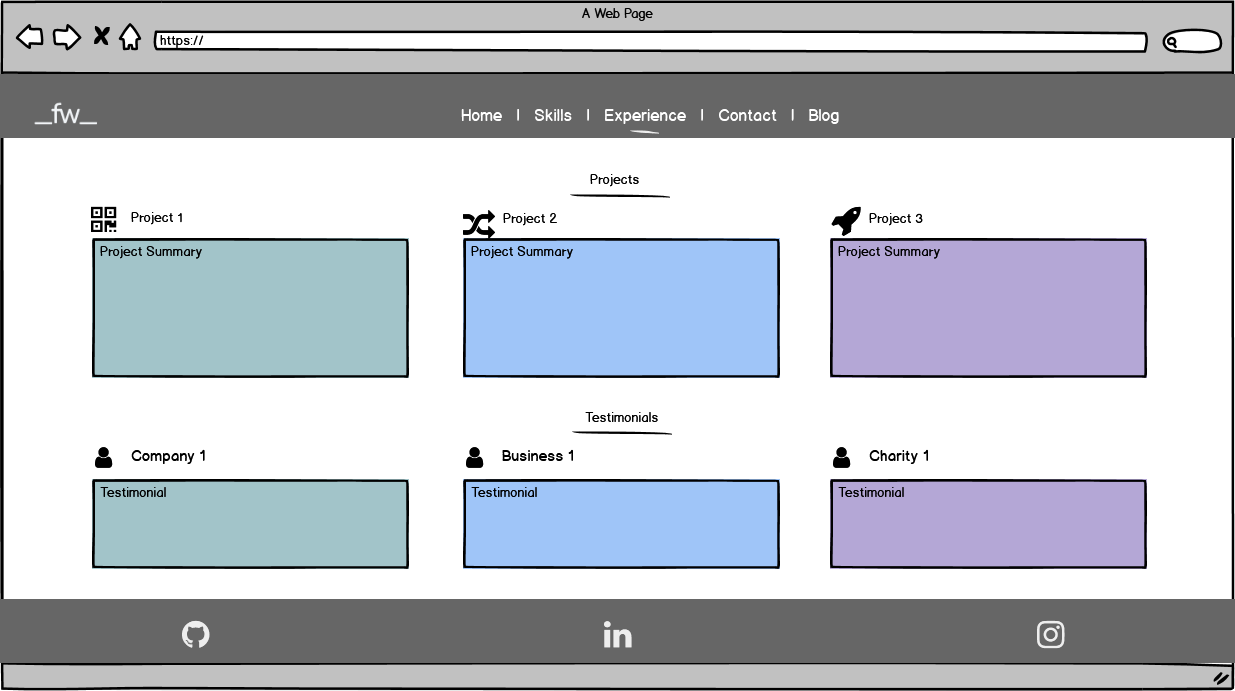 A Web Page
https://
_fw_
Home | Skills | Experience | Contact | Blog
Projects
Project 1
Project 2
Project 3
Project Summary
Project Summary
Project Summary
Testimonials
Company 1
Business 1
Charity 1
Testimonial
Testimonial
Testimonial
in